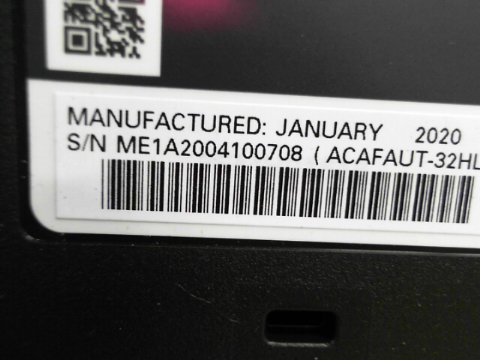 MANUFACTURED: JANUARY 2020
S/N ME1A2004100708 ( ACAFAUT-32HL